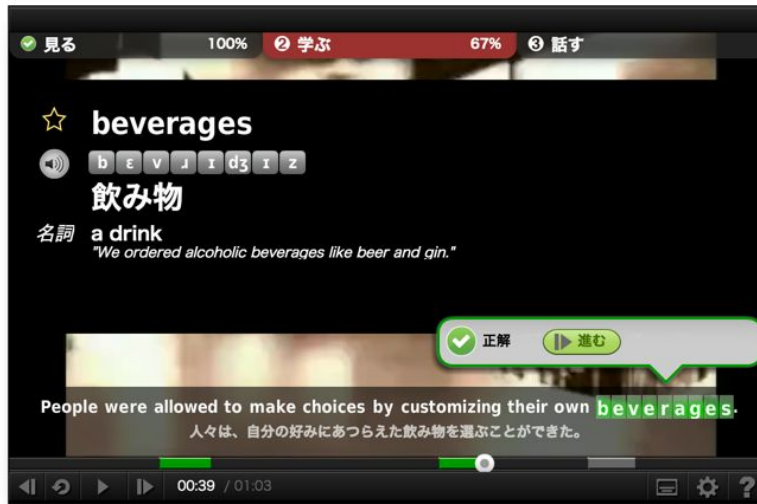 見る 100% ❷ 学ぶ 67% ❸ 話す
beverages
b ɛ v ɹ ɪ dʒ ɪ z
飲み物
名詞 a drink
"We ordered alcoholic beverages like beer and gin."
正解 進む
People were allowed to make choices by customizing their own beverages.
人々は、自分の好みにあつらえた飲み物を選ぶことができた。
00:39 / 01:03 ?